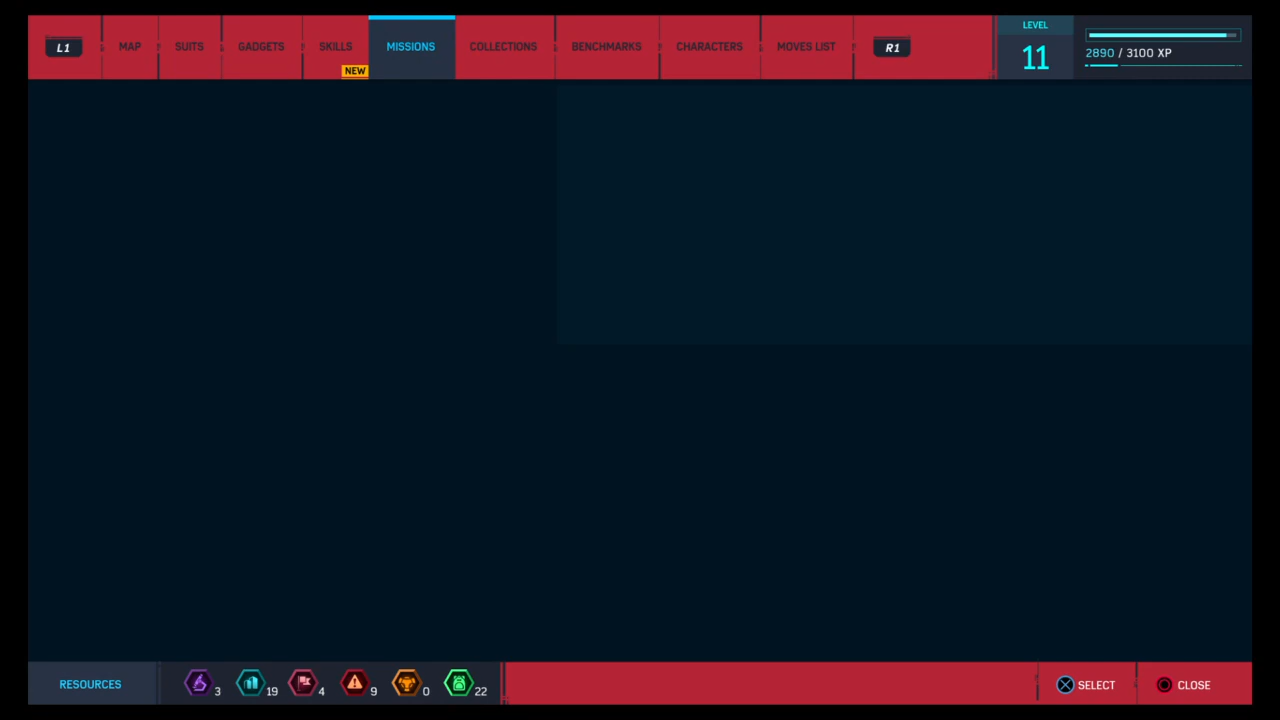 L1 MAP SUITS GADGETS SKILLS MISSIONS COLLECTIONS BENCHMARKS CHARACTERS MOVES LIST R1
NEW
LEVEL
11
2890 / 3100 XP
RESOURCES 3 19 4 9 0 22 SELECT CLOSE